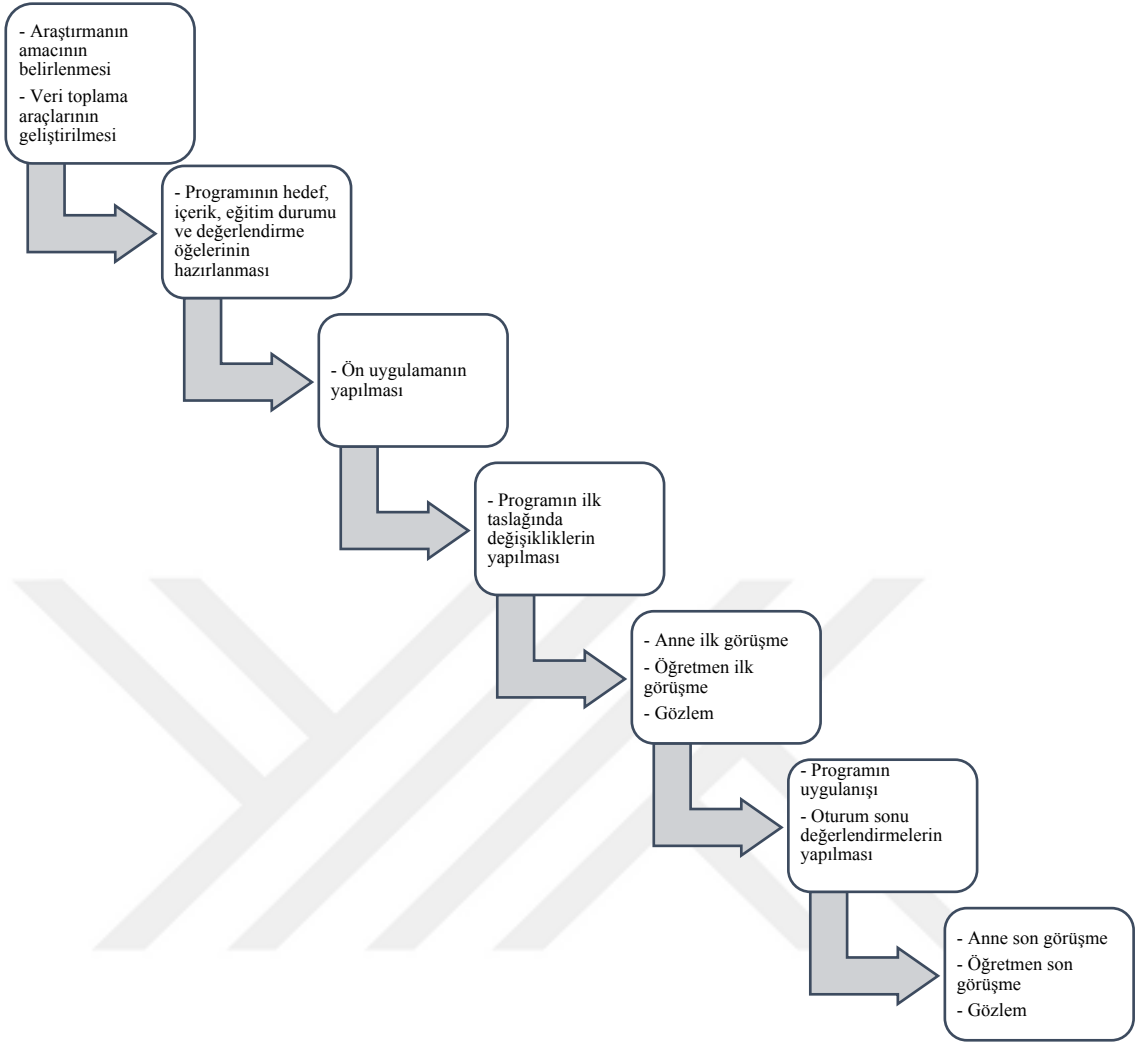 - Araştırmanın
amacının
belirlenmesi
- Veri toplama
araçlarının
geliştirilmesi
- Programının hedef,
içerik, eğitim durumu
ve değerlendirme
öğelerinin
hazırlanması
- Ön uygulamanın
yapılması
- Programın ilk
taslağında
değişikliklerin
yapılması
- Anne ilk görüşme
- Öğretmen ilk
görüşme
- Gözlem
- Programın
uygulanışı
- Oturum sonu
değerlendirmelerin
yapılması
- Anne son görüşme
- Öğretmen son
görüşme
- Gözlem